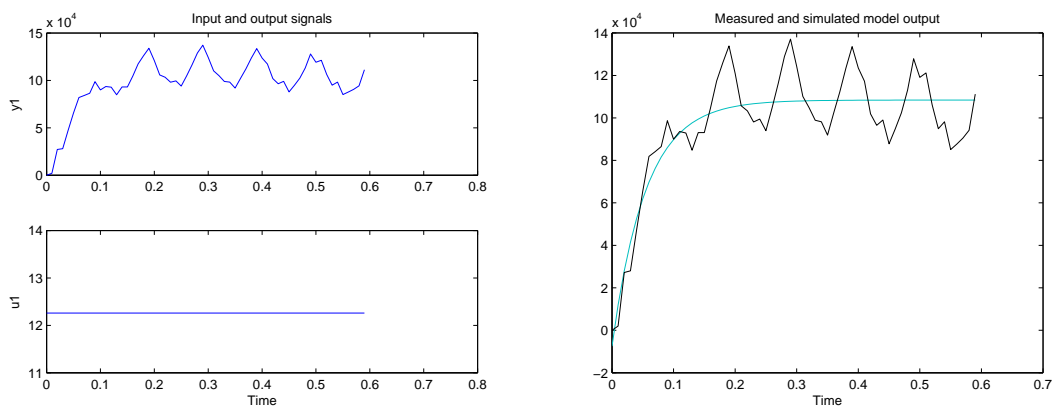 Input and output signals
x 10⁴
15
10
5
0
y1
0 0.1 0.2 0.3 0.4 0.5 0.6 0.7 0.8
14
13
12
11
u1
0 0.1 0.2 0.3 0.4 0.5 0.6 0.7 0.8
Time
Measured and simulated model output
x 10⁴
14
12
10
8
6
4
2
0
−2
0 0.1 0.2 0.3 0.4 0.5 0.6 0.7
Time